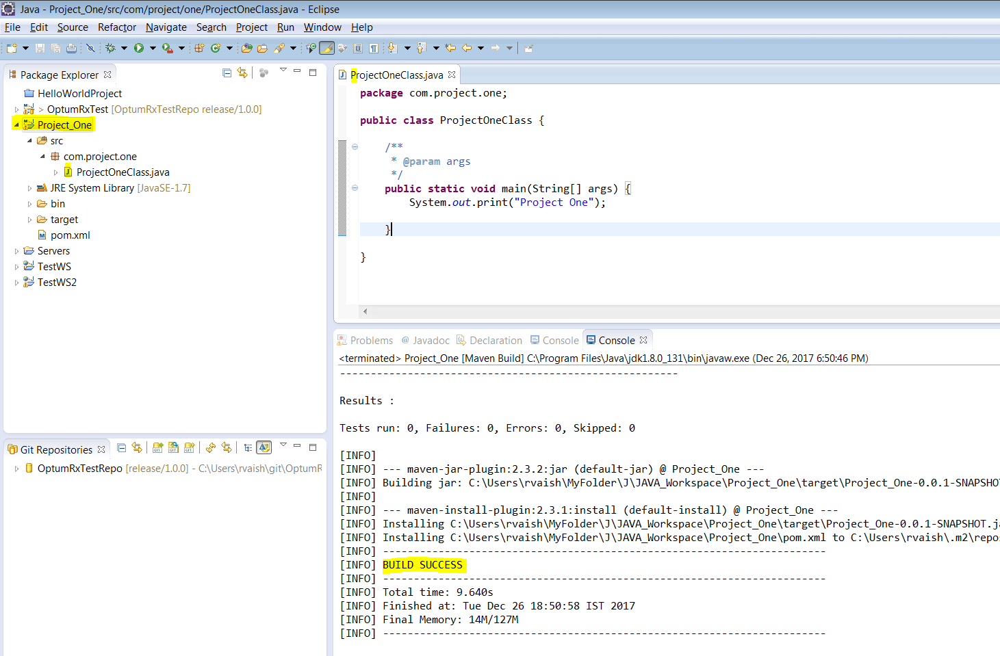 Java - Project_One/src/com/project/one/ProjectOneClass.java - Eclipse
File Edit Source Refactor Navigate Search Project Run Window Help
Package Explorer
HelloWorldProject
> OptumRxTest [OptumRxTestRepo release/1.0.0]
Project_One
src
com.project.one
ProjectOneClass.java
JRE System Library [JavaSE-1.7]
bin
target
pom.xml
Servers
TestWS
TestWS2
Git Repositories
OptumRxTestRepo [release/1.0.0] - C:\Users\rvaish\git\OptumR
ProjectOneClass.java
package com.project.one;
public class ProjectOneClass {
/**
* @param args
*/
public static void main(String[] args) {
System.out.print("Project One");
}
}
Problems @ Javadoc Declaration Console Console
<terminated> Project_One [Maven Build] C:\Program Files\Java\jdk1.8.0_131\bin\javaw.exe (Dec 26, 2017 6:50:46 PM)
-------------------------------------------------------
Results :
Tests run: 0, Failures: 0, Errors: 0, Skipped: 0
[INFO]
[INFO] --- maven-jar-plugin:2.3.2:jar (default-jar) @ Project_One ---
[INFO] Building jar: C:\Users\rvaish\MyFolder\J\JAVA_Workspace\Project_One\target\Project_One-0.0.1-SNAPSHOT
[INFO]
[INFO] --- maven-install-plugin:2.3.1:install (default-install) @ Project_One ---
[INFO] Installing C:\Users\rvaish\MyFolder\J\JAVA_Workspace\Project_One\target\Project_One-0.0.1-SNAPSHOT.ja
[INFO] Installing C:\Users\rvaish\MyFolder\J\JAVA_Workspace\Project_One\pom.xml to C:\Users\rvaish\.m2\repos
[INFO] ------------------------------------------------------------------------
[INFO] BUILD SUCCESS
[INFO] ------------------------------------------------------------------------
[INFO] Total time: 9.640s
[INFO] Finished at: Tue Dec 26 18:50:58 IST 2017
[INFO] Final Memory: 14M/127M
[INFO] ------------------------------------------------------------------------